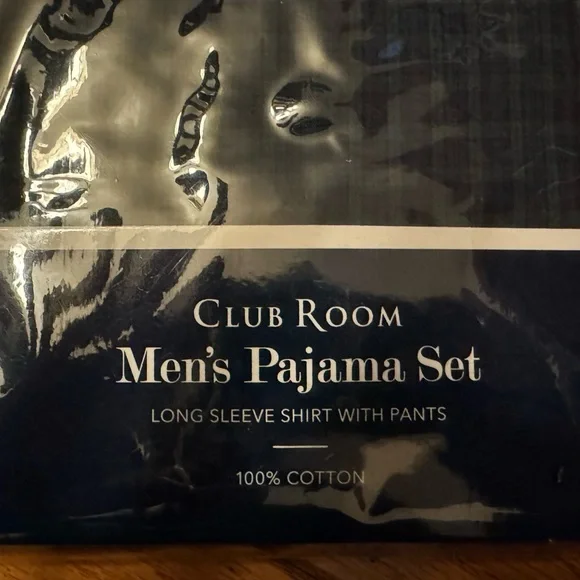 CLUB ROOM
Men's Pajama Set
LONG SLEEVE SHIRT WITH PANTS
100% COTTON